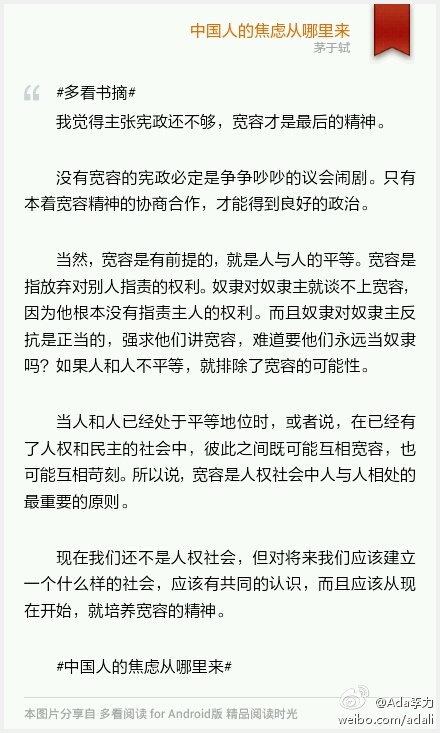 中国人的焦虑从哪里来
茅于轼
#多看书摘#
我觉得主张宪政还不够，宽容才是最后的精神。
没有宽容的宪政必定是争争吵吵的议会闹剧。只有
本着宽容精神的协商合作，才能得到良好的政治。
当然，宽容是有前提的，就是人与人的平等。宽容是
指放弃对别人指责的权利。奴隶对奴隶主就谈不上宽容，
因为他根本没有指责主人的权利。而且奴隶对奴隶主反
抗是正当的，强求他们讲宽容，难道要他们永远当奴隶
吗？如果人和人不平等，就排除了宽容的可能性。
当人和人已经处于平等地位时，或者说，在已经有
了人权和民主的社会中，彼此之间既可能互相宽容，也
可能互相苛刻。所以说，宽容是人权社会中人与人相处的
最重要的原则。
现在我们还不是人权社会，但对将来我们应该建立
一个什么样的社会，应该有共同的认识，而且应该从现
在开始，就培养宽容的精神。
#中国人的焦虑从哪里来#
@Ada李力
本图片分享自 多看阅读 for Android版 精品阅读时光
weibo.com/adali